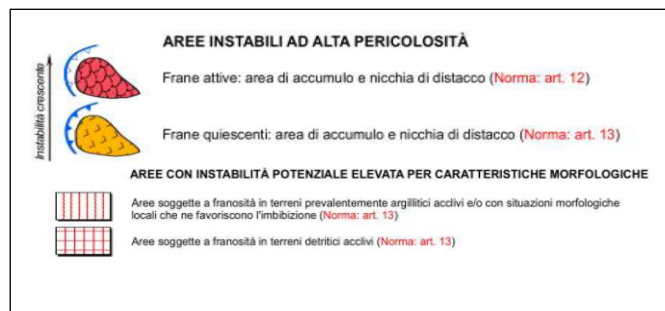 AREE INSTABILI AD ALTA PERICOLOSITÀ
Instabilità crescente
Frane attive: area di accumulo e nicchia di distacco (Norma: art. 12)
Frane quiescenti: area di accumulo e nicchia di distacco (Norma: art. 13)
AREE CON INSTABILITÀ POTENZIALE ELEVATA PER CARATTERISTICHE MORFOLOGICHE
Aree soggette a franosità in terreni prevalentemente argillitici acclivi e/o con situazioni morfologiche
locali che ne favoriscono l'imbibizione (Norma: art. 13)
Aree soggette a franosità in terreni detritici acclivi (Norma: art. 13)